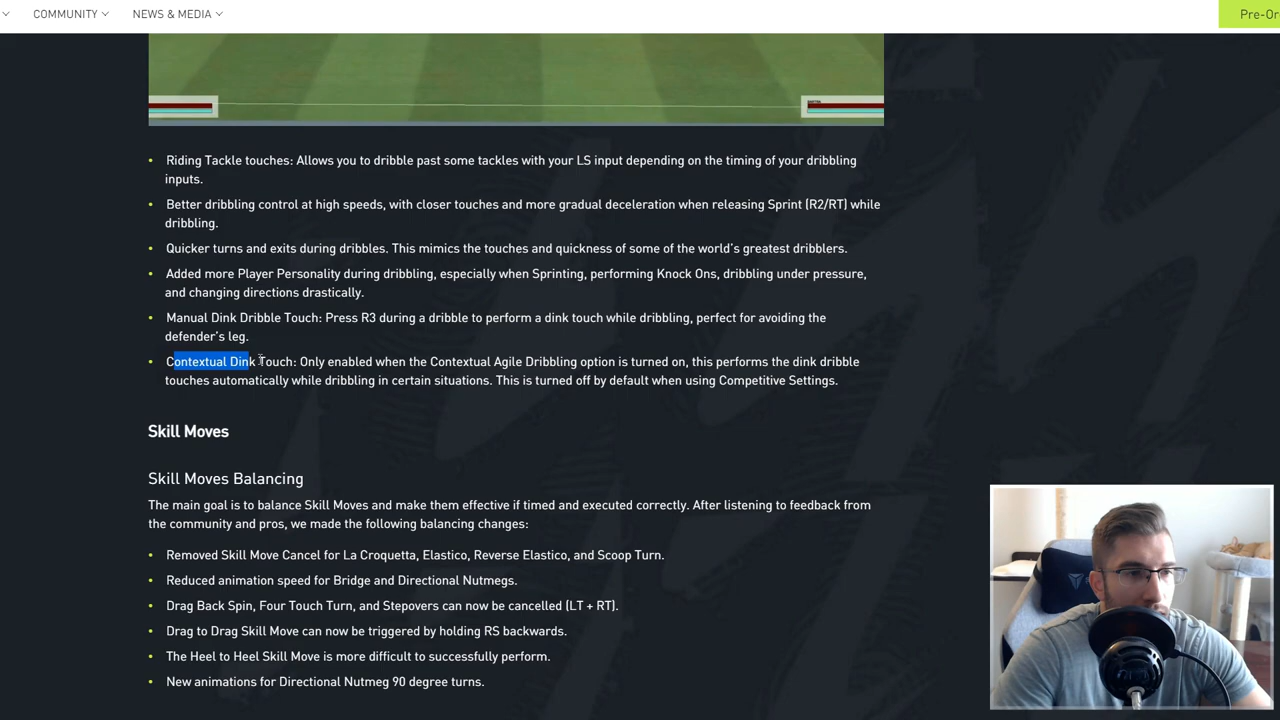 COMMUNITY NEWS & MEDIA Pre-Or
Riding Tackle touches: Allows you to dribble past some tackles with your LS input depending on the timing of your dribbling
inputs.
Better dribbling control at high speeds, with closer touches and more gradual deceleration when releasing Sprint (R2/RT) while
dribbling.
Quicker turns and exits during dribbles. This mimics the touches and quickness of some of the world's greatest dribblers.
Added more Player Personality during dribbling, especially when Sprinting, performing Knock Ons, dribbling under pressure,
and changing directions drastically.
Manual Dink Dribble Touch: Press R3 during a dribble to perform a dink touch while dribbling, perfect for avoiding the
defender's leg.
Contextual Dink Touch: Only enabled when the Contextual Agile Dribbling option is turned on, this performs the dink dribble
touches automatically while dribbling in certain situations. This is turned off by default when using Competitive Settings.
Skill Moves
Skill Moves Balancing
The main goal is to balance Skill Moves and make them effective if timed and executed correctly. After listening to feedback from
the community and pros, we made the following balancing changes:
Removed Skill Move Cancel for La Croquetta, Elastico, Reverse Elastico, and Scoop Turn.
Reduced animation speed for Bridge and Directional Nutmegs.
Drag Back Spin, Four Touch Turn, and Stepovers can now be cancelled (LT + RT).
Drag to Drag Skill Move can now be triggered by holding RS backwards.
The Heel to Heel Skill Move is more difficult to successfully perform.
New animations for Directional Nutmeg 90 degree turns.